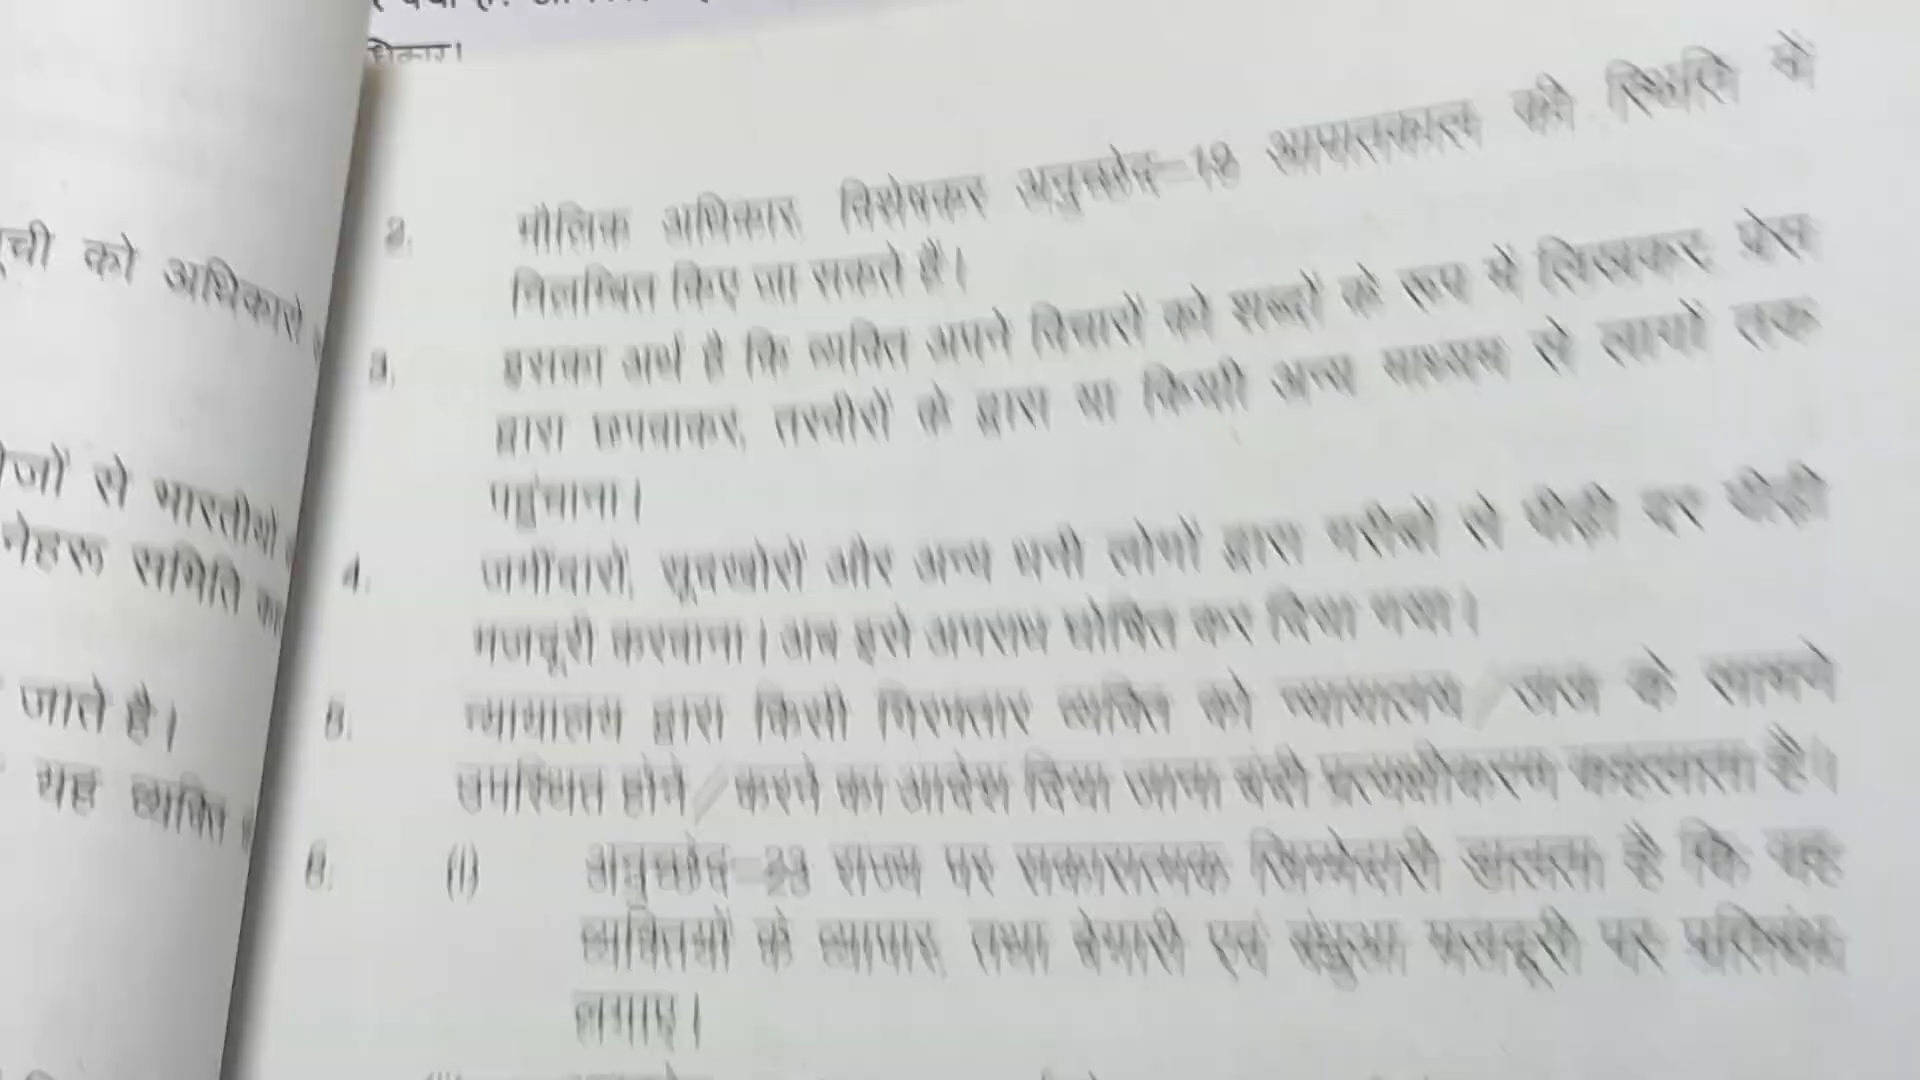 धिकार।
2. मौलिक अधिकार, विशेषकर अनुच्छेद-19 आपातकाल की स्थिति में
निलम्बित किए जा सकते हैं।
3. इसका अर्थ है कि व्यक्ति अपने विचारों को शब्दों के रूप में लिखकर, प्रेस
द्वारा छपवाकर, तस्वीरों के द्वारा या किसी अन्य माध्यम से लोगों तक
पहुंचाना।
4. जमींदारों, सूदखोरों और अन्य धनी लोगों द्वारा गरीबों से पीढ़ी दर पीढ़ी
मजदूरी करवाना। अब इसे अपराध घोषित कर दिया गया।
5. न्यायालय द्वारा किसी गिरफ्तार व्यक्ति को न्यायालय / जज के सामने
उपस्थित होने / करने का आदेश दिया जाना बंदी प्रत्यक्षीकरण कहलाता है।
6. (i) अनुच्छेद-23 राज्य पर सकारात्मक जिम्मेदारी डालता है कि वह
व्यक्तियों के व्यापार, तथा बेगारी एवं बंधुआ मजदूरी पर प्रतिबंध
लगाए।
ूची को अधिकारो
से भारतीयो
नेहरू समिति का
जाते है।
यह व्यक्ति